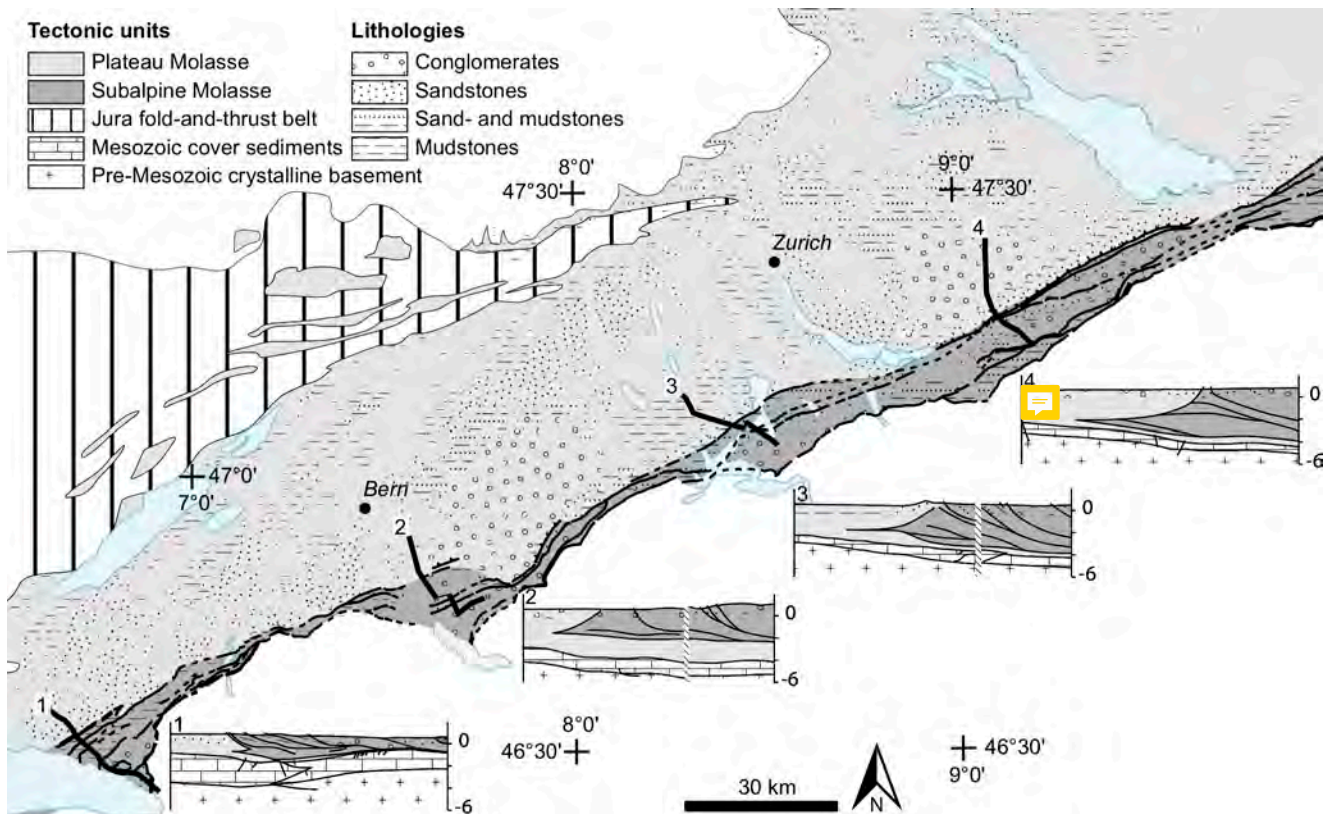 Tectonic units
Plateau Molasse
Subalpine Molasse
Jura fold-and-thrust belt
Mesozoic cover sediments
Pre-Mesozoic crystalline basement
Lithologies
Conglomerates
Sandstones
Sand- and mudstones
Mudstones
8°0'
47°30'
9°0'
47°30'
Zurich
4
3
47°0'
7°0'
Bern
2
1
4
0
-6
3
0
-6
2
0
-6
1
0
-6
8°0'
46°30'
46°30'
9°0'
30 km
N